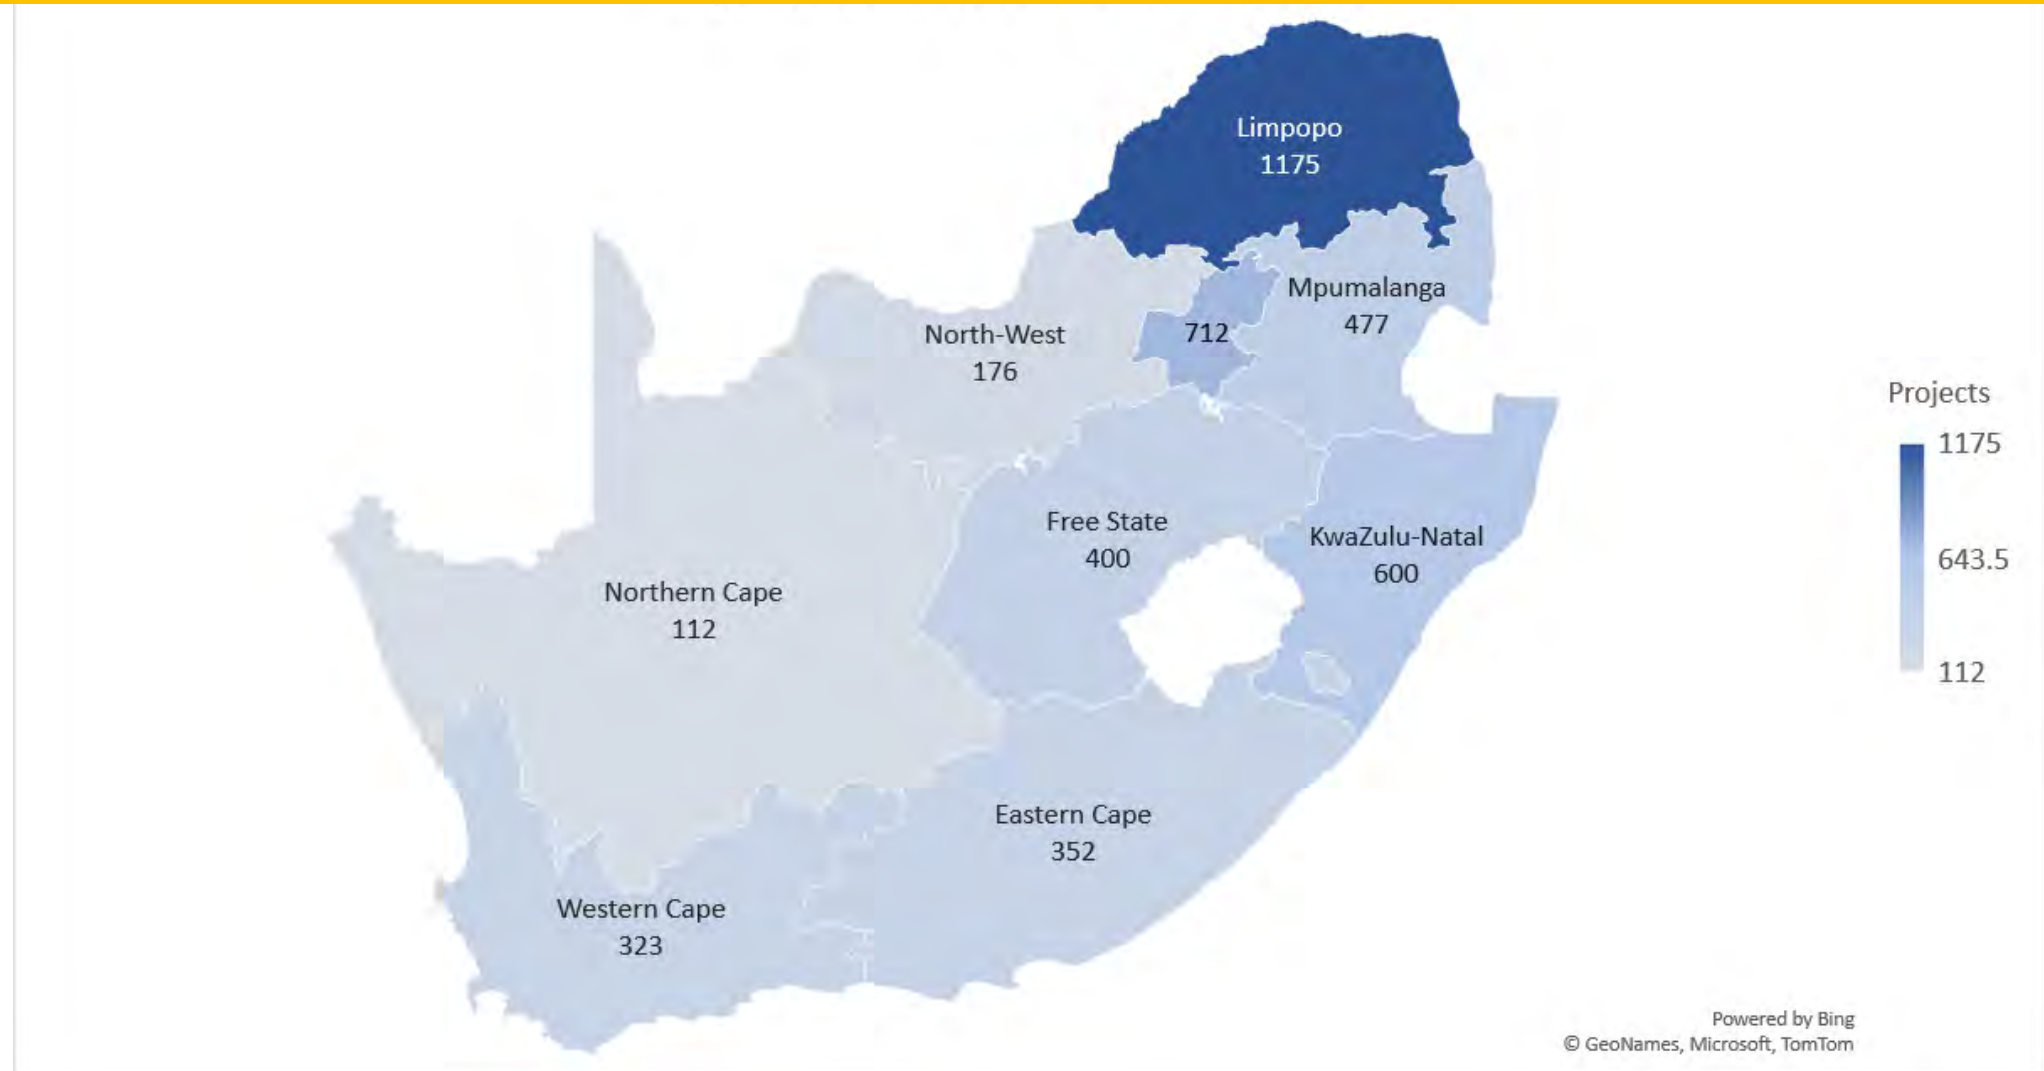 Limpopo
1175
Mpumalanga
477
712
North-West
176
Projects
1175
643.5
112
Free State
400
KwaZulu-Natal
600
Northern Cape
112
Eastern Cape
352
Western Cape
323
Powered by Bing
© GeoNames, Microsoft, TomTom